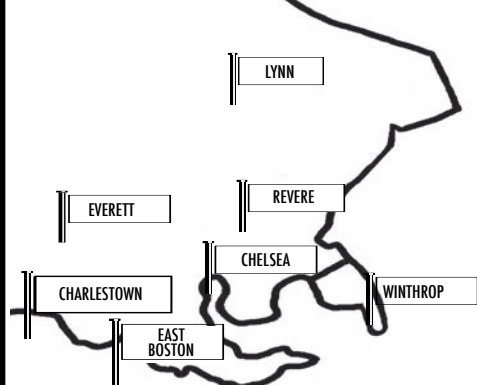 LYNN
REVERE
EVERETT
CHELSEA
WINTHROP
CHARLESTOWN
EAST
BOSTON